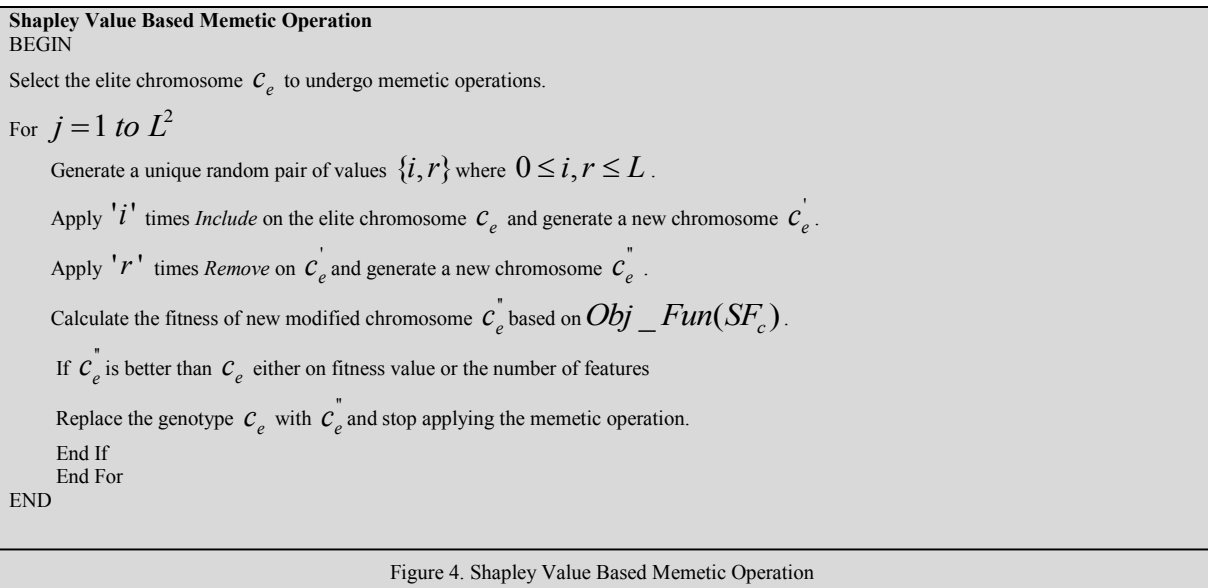 Shapley Value Based Memetic Operation
BEGIN
Select the elite chromosome c_e to undergo memetic operations.
For j = 1 to L²
Generate a unique random pair of values {i, r} where 0 ≤ i, r ≤ L .
Apply 'i' times Include on the elite chromosome c_e and generate a new chromosome c_e' .
Apply 'r' times Remove on c_e' and generate a new chromosome c_e" .
Calculate the fitness of new modified chromosome c_e" based on Obj _ Fun(SF_c) .
If c_e" is better than c_e either on fitness value or the number of features
Replace the genotype c_e with c_e" and stop applying the memetic operation.
End If
End For
END
Figure 4. Shapley Value Based Memetic Operation